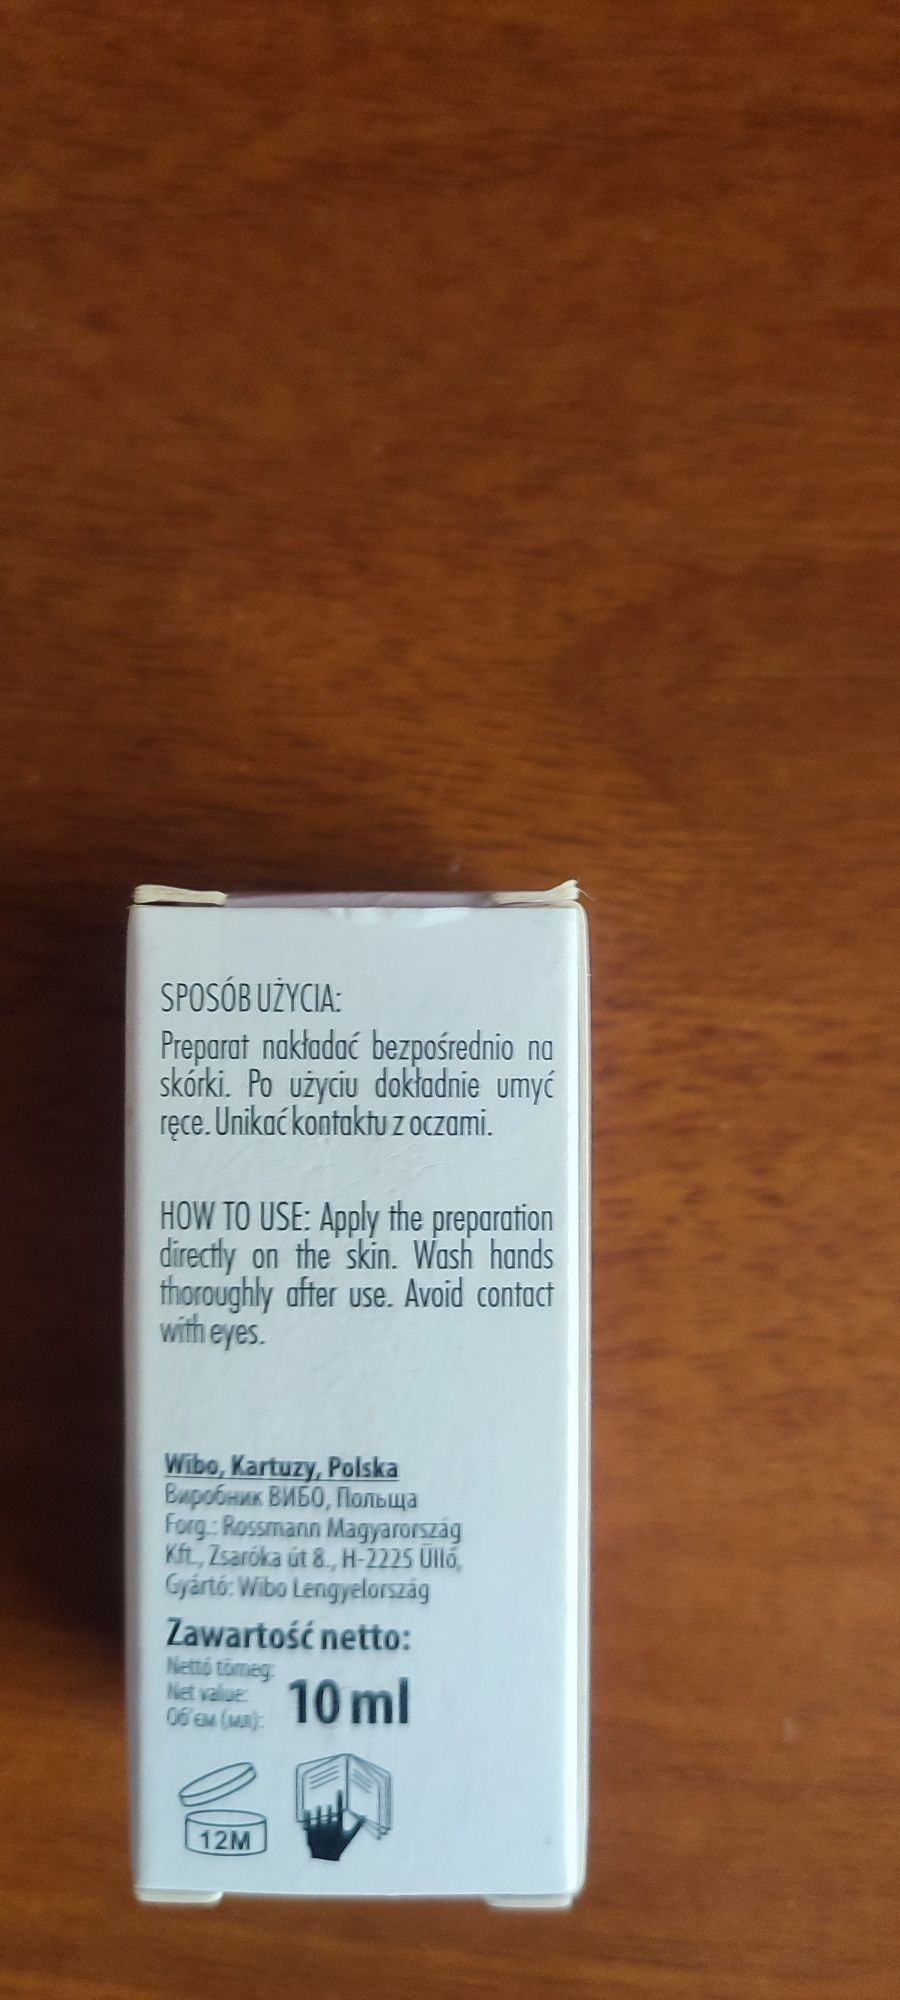 SPOSÓB UŻYCIA:
Preparat nakładać bezpośrednio na
skórki. Po użyciu dokładnie umyć
ręce. Unikać kontaktu z oczami.
HOW TO USE: Apply the preparation
directly on the skin. Wash hands
thoroughly after use. Avoid contact
with eyes.
Wibo, Kartuzy, Polska
Виробник ВИБО, Польща
Forg.: Rossmann Magyarország
Kft., Zsaróka út 8., H-2225 Üllő,
Gyártó: Wibo Lengyelország
Zawartość netto:
Nettó tömeg:
Net value:
Об'єм (мл):
10 ml
12M